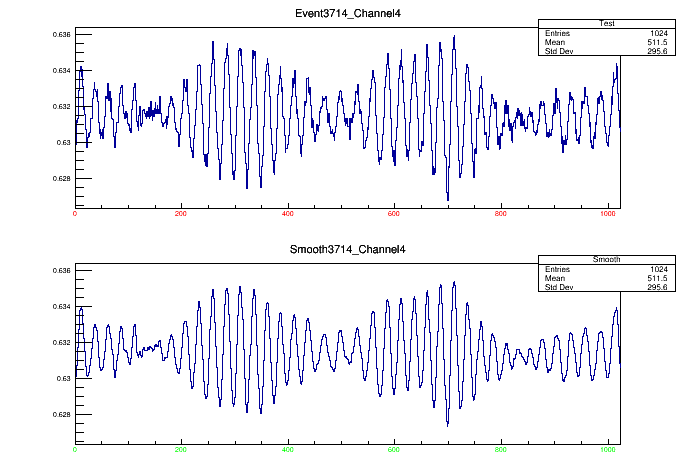 Event3714_Channel4
Test
Entries 1024
Mean 511.5
Std Dev 295.6
0.636
0.634
0.632
0.63
0.628
0 200 400 600 800 1000
Smooth3714_Channel4
Smooth
Entries 1024
Mean 511.5
Std Dev 295.6
0.636
0.634
0.632
0.63
0.628
0 200 400 600 800 1000